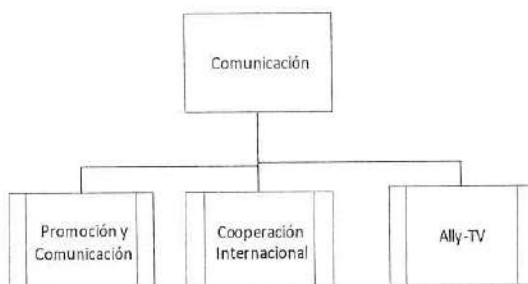 Comunicación
Promoción y
Comunicación
Cooperación
Internacional
Ally-TV